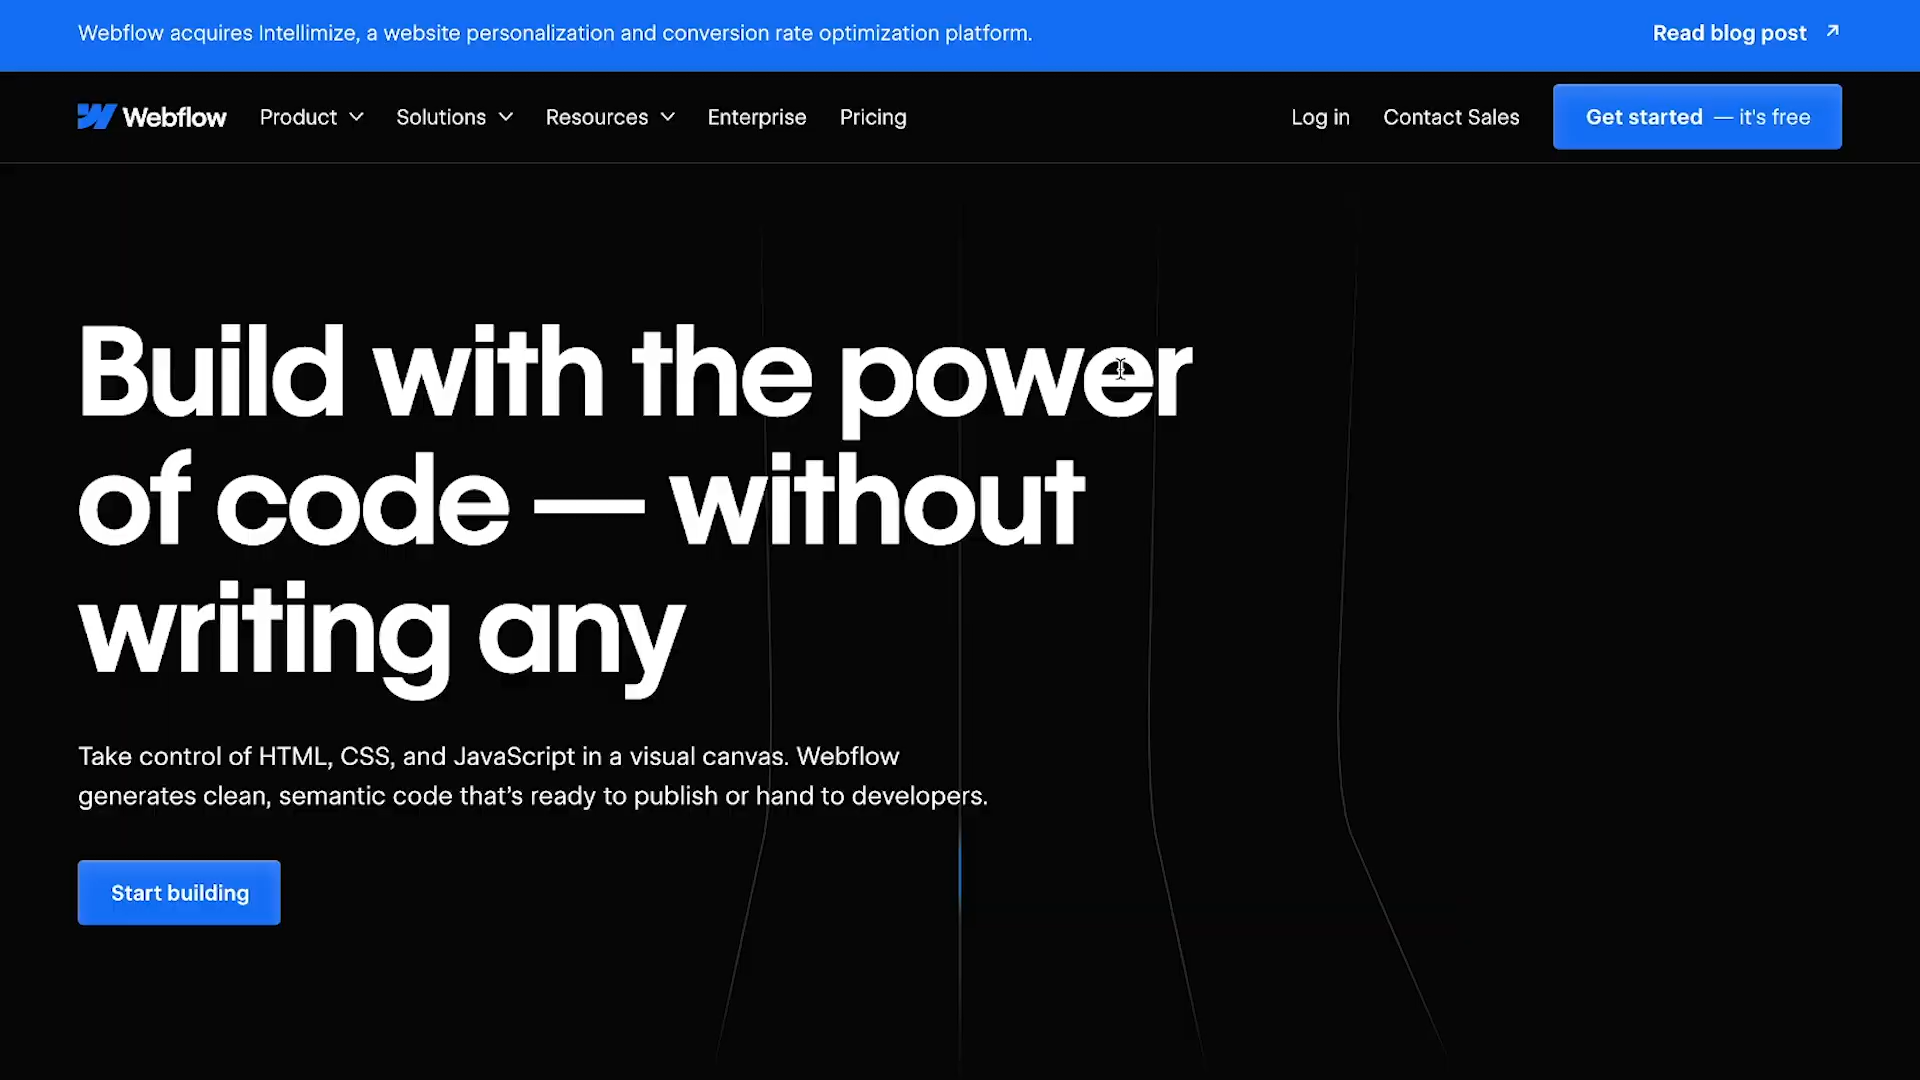 Webflow acquires Intellimize, a website personalization and conversion rate optimization platform.
Read blog post
Webflow
Product
Solutions
Resources
Enterprise
Pricing
Log in
Contact Sales
Get started — it's free
Build with the power
of code — without
writing any
Take control of HTML, CSS, and JavaScript in a visual canvas. Webflow
generates clean, semantic code that’s ready to publish or hand to developers.
Start building